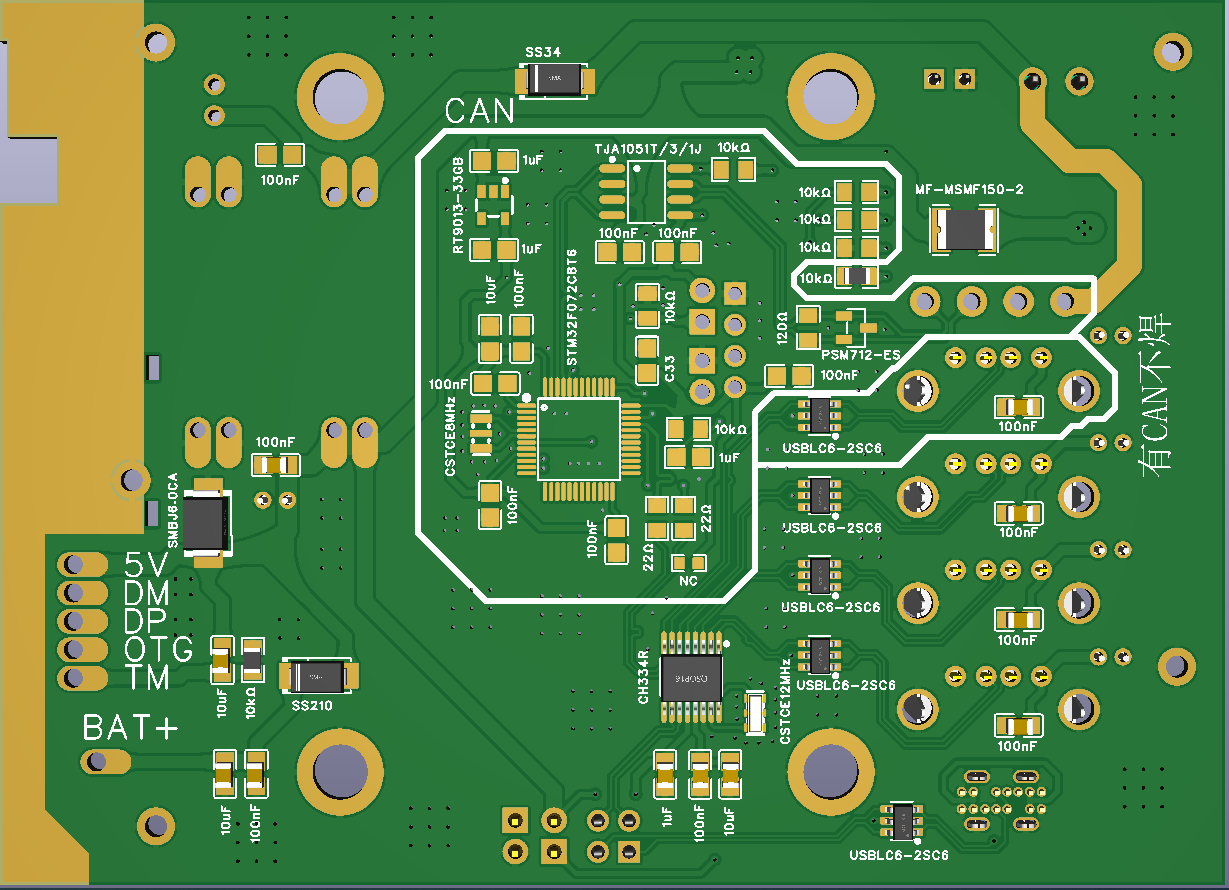 SS34
CAN
TJA1051T/3/1J
10kΩ
1uF
RT9013-33GB
100nF
10kΩ
MF-MSMF150-2
10kΩ
100nF
100nF
1uF
10kΩ
10uF
100nF
STM32F072CBT6
10kΩ
10kΩ
120Ω
PSM712-ES
C33
100nF
100nF
有CAN不焊
CSTCE8MHz
10kΩ
100nF
100nF
USBLC6-2SC6
1uF
SMBJ6.0CA
100nF
100nF
22Ω
22Ω
USBLC6-2SC6
100nF
5V
DM
DP
OTG
TM
NC
USBLC6-2SC6
100nF
10uF
10kΩ
SS210
CH334R
QSOP16
CSTCE12MHz
USBLC6-2SC6
BAT+
100nF
10uF
100nF
1uF
100nF
10uF
USBLC6-2SC6